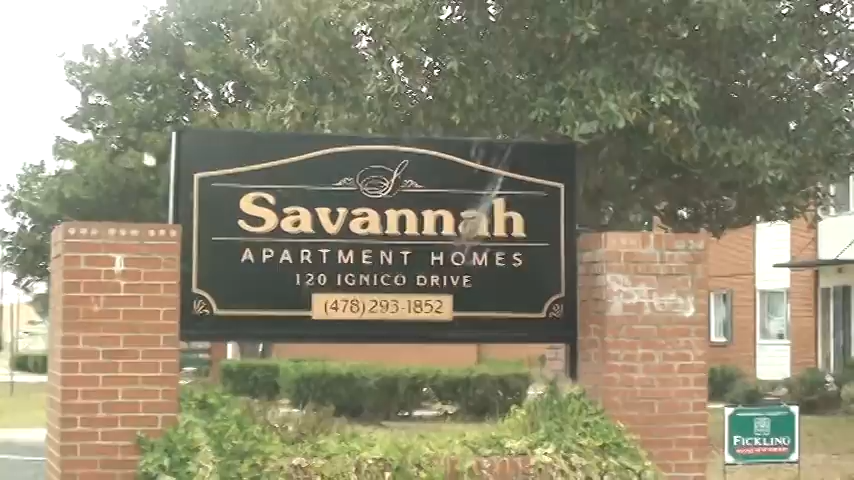 S
Savannah
APARTMENT HOMES
120 IGNICO DRIVE
(478)293-1852
FICKLING